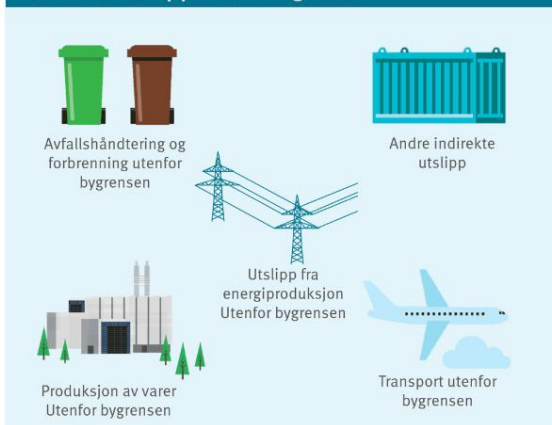 Avfallshåndtering og
forbrenning utenfor
bygrensen
Andre indirekte
utslipp
Utslipp fra
energiproduksjon
Utenfor bygrensen
Produksjon av varer
Utenfor bygrensen
Transport utenfor
bygrensen